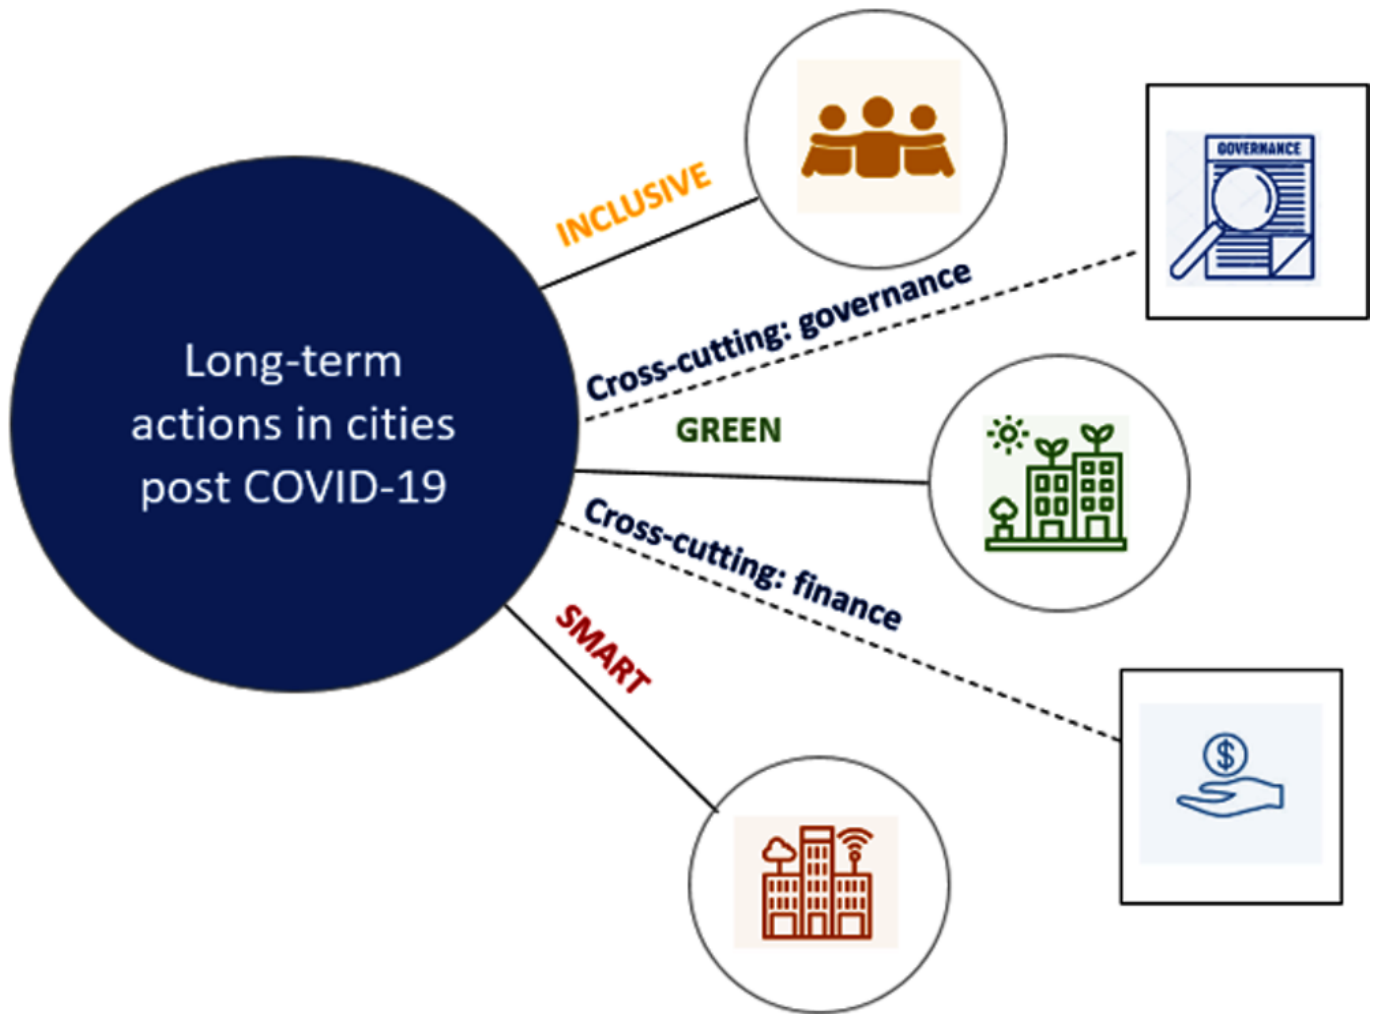 Long-term
actions in cities
post COVID-19
INCLUSIVE
Cross-cutting: governance
GOVERNANCE
GREEN
Cross-cutting: finance
$
SMART